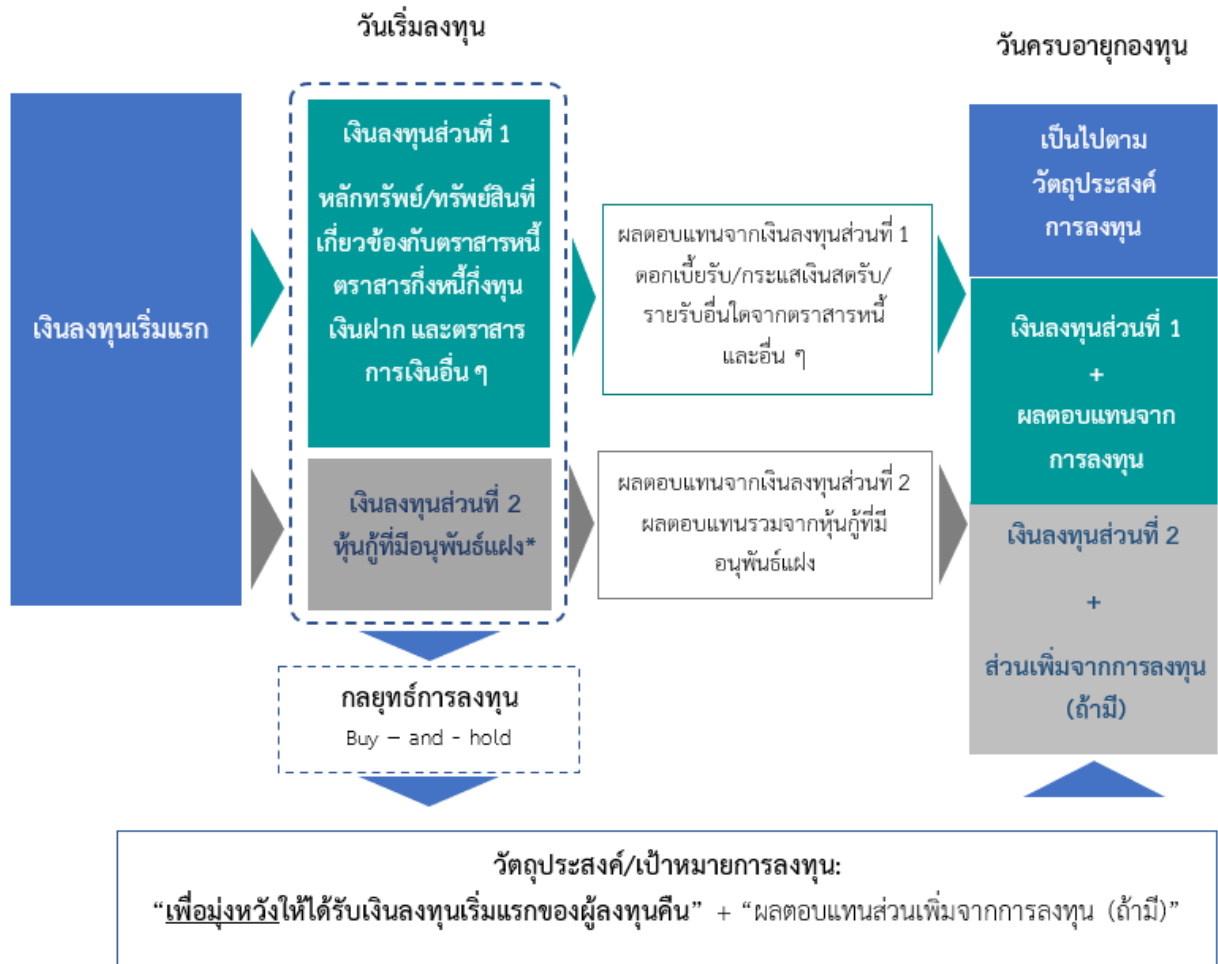 วันเริ่มลงทุน
วันครบอายุกองทุน
เงินลงทุนเริ่มแรก
เงินลงทุนส่วนที่ 1
หลักทรัพย์/ทรัพย์สินที่
เกี่ยวข้องกับตราสารหนี้
ตราสารกึ่งหนี้กึ่งทุน
เงินฝาก และตราสาร
การเงินอื่น ๆ
เงินลงทุนส่วนที่ 2
หุ้นกู้ที่มีอนุพันธ์แฝง*
ผลตอบแทนจากเงินลงทุนส่วนที่ 1
ดอกเบี้ยรับ/กระแสเงินสดรับ/
รายรับอื่นใดจากตราสารหนี้
และอื่น ๆ
ผลตอบแทนจากเงินลงทุนส่วนที่ 2
ผลตอบแทนรวมจากหุ้นกู้ที่มี
อนุพันธ์แฝง
เป็นไปตาม
วัตถุประสงค์
การลงทุน
เงินลงทุนส่วนที่ 1
+
ผลตอบแทนจาก
การลงทุน
เงินลงทุนส่วนที่ 2
+
ส่วนเพิ่มจากการลงทุน
(ถ้ามี)
กลยุทธ์การลงทุน
Buy – and - hold
วัตถุประสงค์/เป้าหมายการลงทุน:
“เพื่อมุ่งหวังให้ได้รับเงินลงทุนเริ่มแรกของผู้ลงทุนคืน” + “ผลตอบแทนส่วนเพิ่มจากการลงทุน (ถ้ามี)”